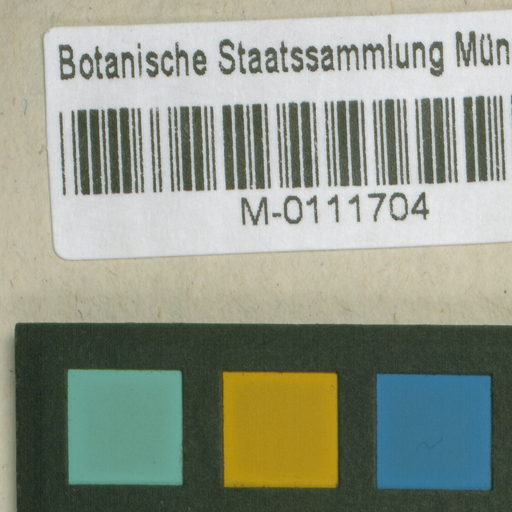 Botanische Staatssammlung Mün
M-0111704